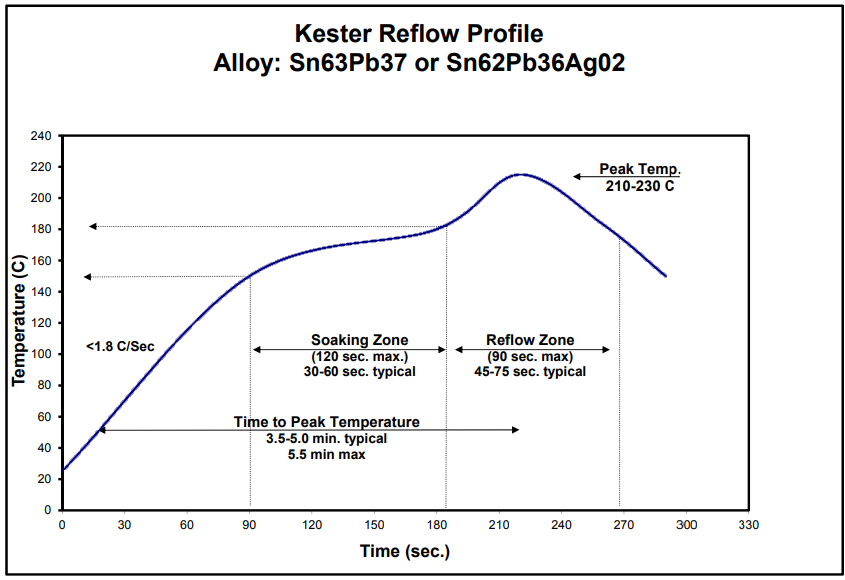 Kester Reflow Profile
Alloy: Sn63Pb37 or Sn62Pb36Ag02
240
220
200
180
160
140
120
100
80
60
40
20
0
Temperature (C)
Peak Temp.
210-230 C
<1.8 C/Sec
Soaking Zone
(120 sec. max.)
30-60 sec. typical
Reflow Zone
(90 sec. max)
45-75 sec. typical
Time to Peak Temperature
3.5-5.0 min. typical
5.5 min max
0 30 60 90 120 150 180 210 240 270 300 330
Time (sec.)